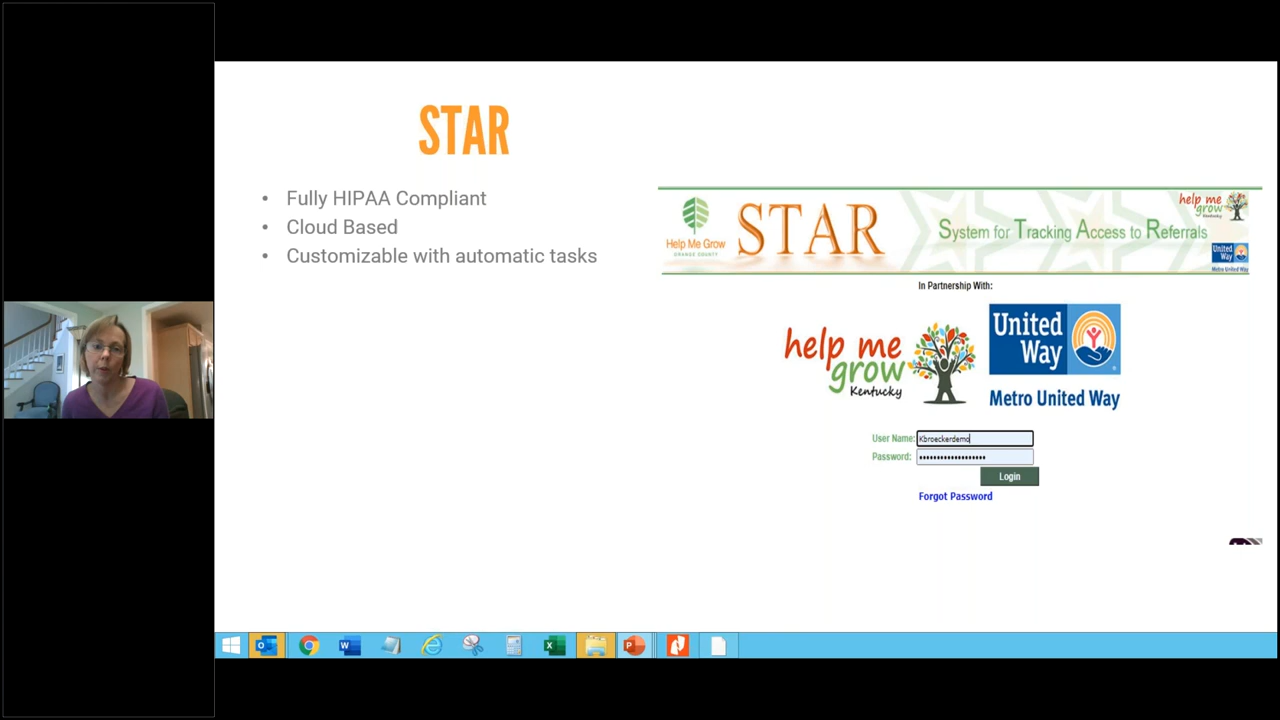 STAR
• Fully HIPAA Compliant
• Cloud Based
• Customizable with automatic tasks
Help Me Grow
ORANGE COUNTY
STAR
System for Tracking Access to Referrals
help me
grow
Kentucky
United
Way
Metro United Way
In Partnership With:
help me
grow
Kentucky
United
Way
Metro United Way
User Name: Kbroeckerdemo
Password: •••••••••••••••••••
Login
Forgot Password